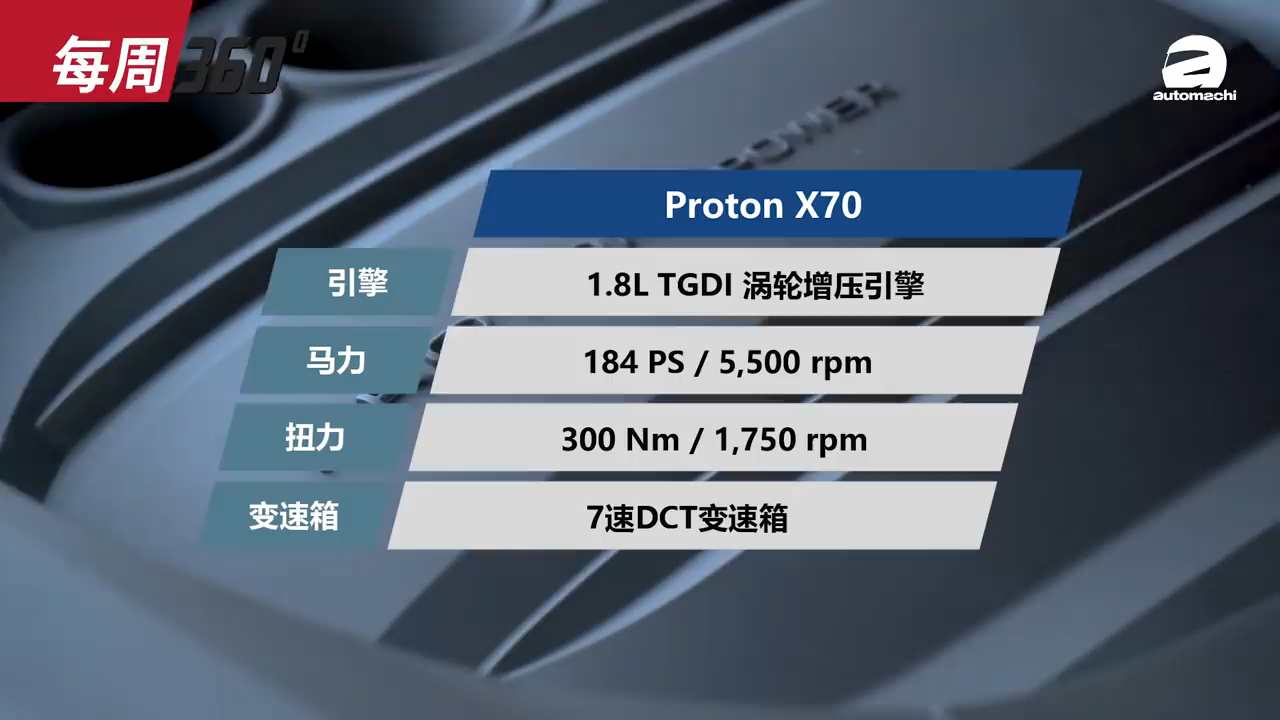 每周360°
automachi
POWER
Proton X70
引擎
1.8L TGDI 涡轮增压引擎
马力
184 PS / 5,500 rpm
扭力
300 Nm / 1,750 rpm
变速箱
7速DCT变速箱